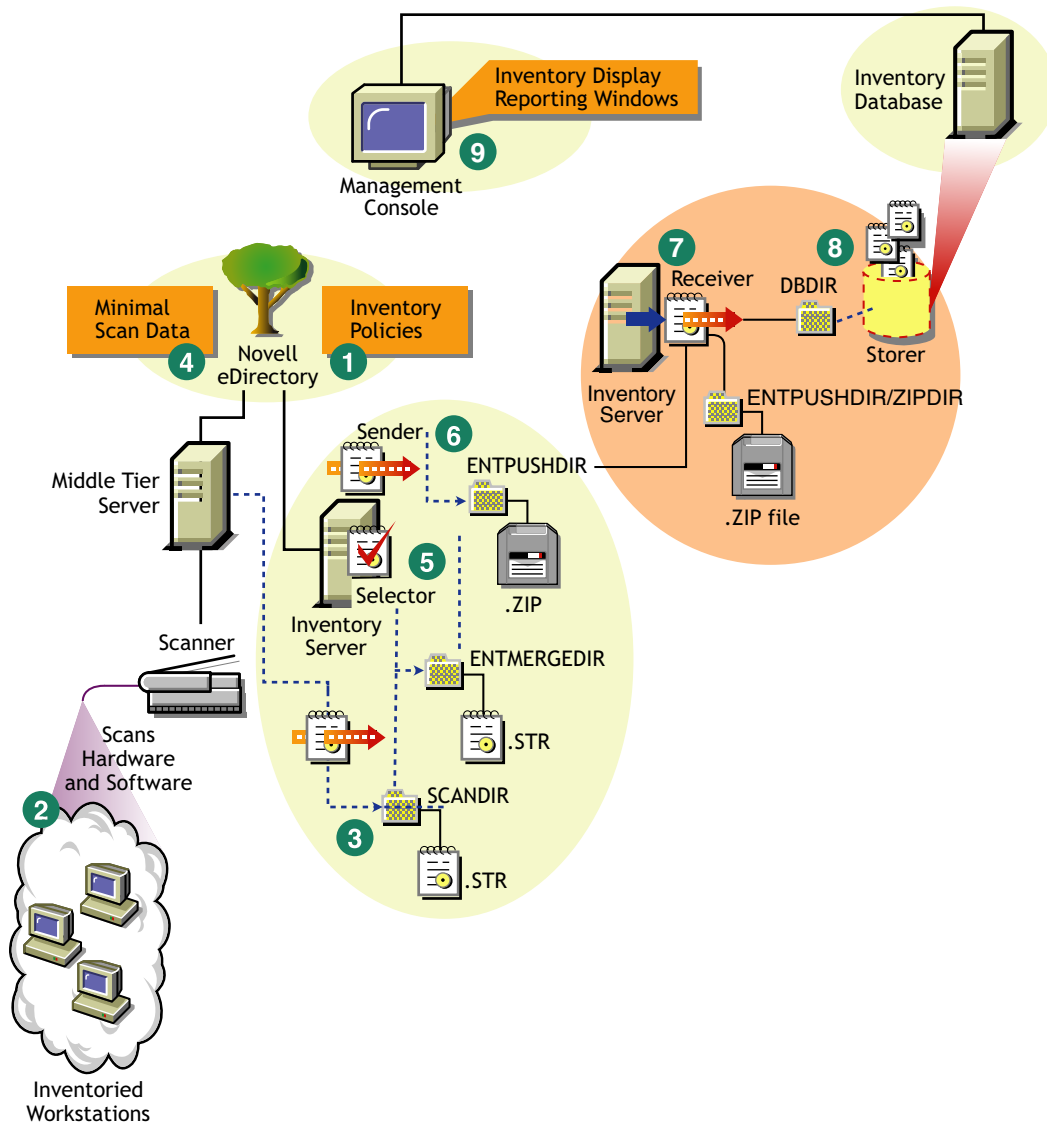 Inventory Display
Reporting Windows
Inventory
Database
9
Management
Console
7
8
Receiver
DBDIR
Minimal
Scan Data
Inventory
Policies
4
Novell
eDirectory
1
Storer
Inventory
Server
ENTPUSHDIR/ZIPDIR
Sender
6
ENTPUSHDIR
Middle Tier
Server
.ZIP file
5
Selector
.ZIP
Inventory
Server
Scanner
ENTMERGEDIR
Scans
Hardware
and Software
.STR
SCANDIR
2
3
.STR
Inventoried
Workstations